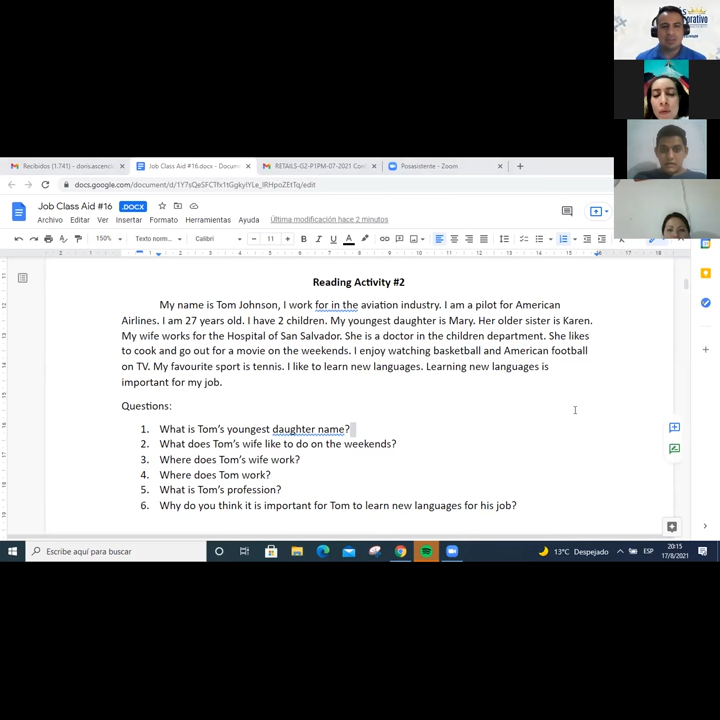 Recibidos (1.741) - doris.ascenc
Job Class Aid #16.docx - Docume
RETAILS-G2-P1PM-07-2021 Con
Posasistente - Zoom
docs.google.com/document/d/1Y7sQeSFCTfx1tGgkyIYLe_lRHpoZEtTq/edit
Job Class Aid #16 .DOCX
Archivo Editar Ver Insertar Formato Herramientas Ayuda Última modificación hace 2 minutos
150% Texto norm... Calibri 11
Reading Activity #2
My name is Tom Johnson, I work for in the aviation industry. I am a pilot for American
Airlines. I am 27 years old. I have 2 children. My youngest daughter is Mary. Her older sister is Karen.
My wife works for the Hospital of San Salvador. She is a doctor in the children department. She likes
to cook and go out for a movie on the weekends. I enjoy watching basketball and American football
on TV. My favourite sport is tennis. I like to learn new languages. Learning new languages is
important for my job.
Questions:
1. What is Tom's youngest daughter name?
2. What does Tom's wife like to do on the weekends?
3. Where does Tom's wife work?
4. Where does Tom work?
5. What is Tom's profession?
6. Why do you think it is important for Tom to learn new languages for his job?
Escribe aquí para buscar
13°C Despejado
ESP
20:15
17/8/2021